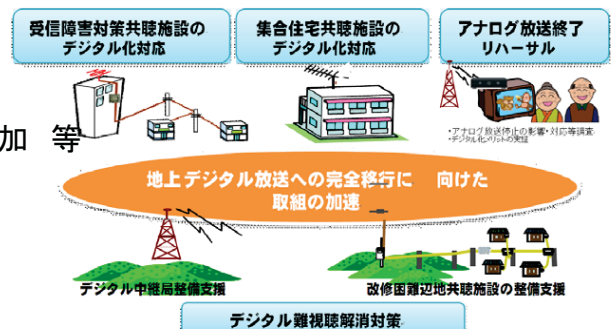 受信障害対策共聴施設の
デジタル化対応
集合住宅共聴施設の
デジタル化対応
アナログ放送終了
リハーサル
・アナログ放送停止の影響・対応等調査
・デジタル化メリットの実証
加 等
地上デジタル放送への完全移行に 向けた
取組の加速
デジタル中継局整備支援
改修困難辺地共聴施設の整備支援
デジタル難視聴解消対策